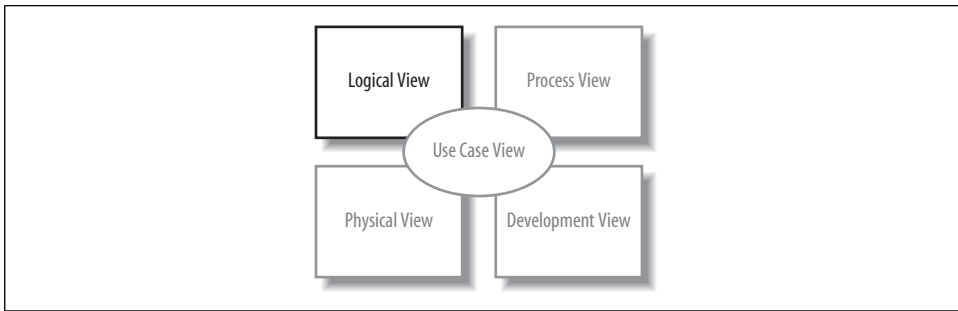 Logical View
Process View
Use Case View
Physical View
Development View